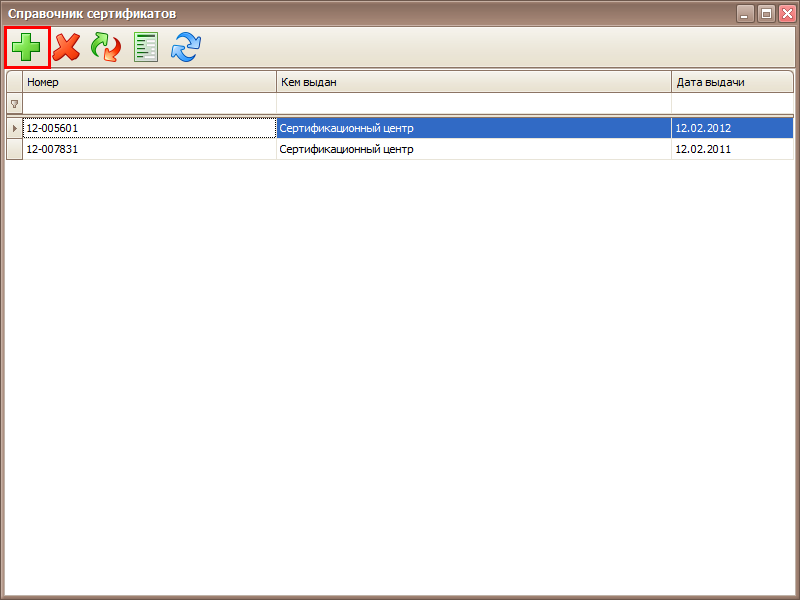 Справочник сертификатов
Номер Кем выдан Дата выдачи
12-005601 Сертификационный центр 12.02.2012
12-007831 Сертификационный центр 12.02.2011